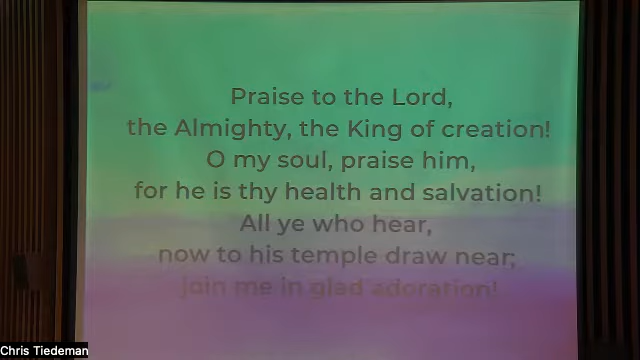 Praise to the Lord,
the Almighty, the King of creation!
O my soul, praise him,
for he is thy health and salvation!
All ye who hear,
now to his temple draw near;
join me in glad adoration!
Chris Tiedeman